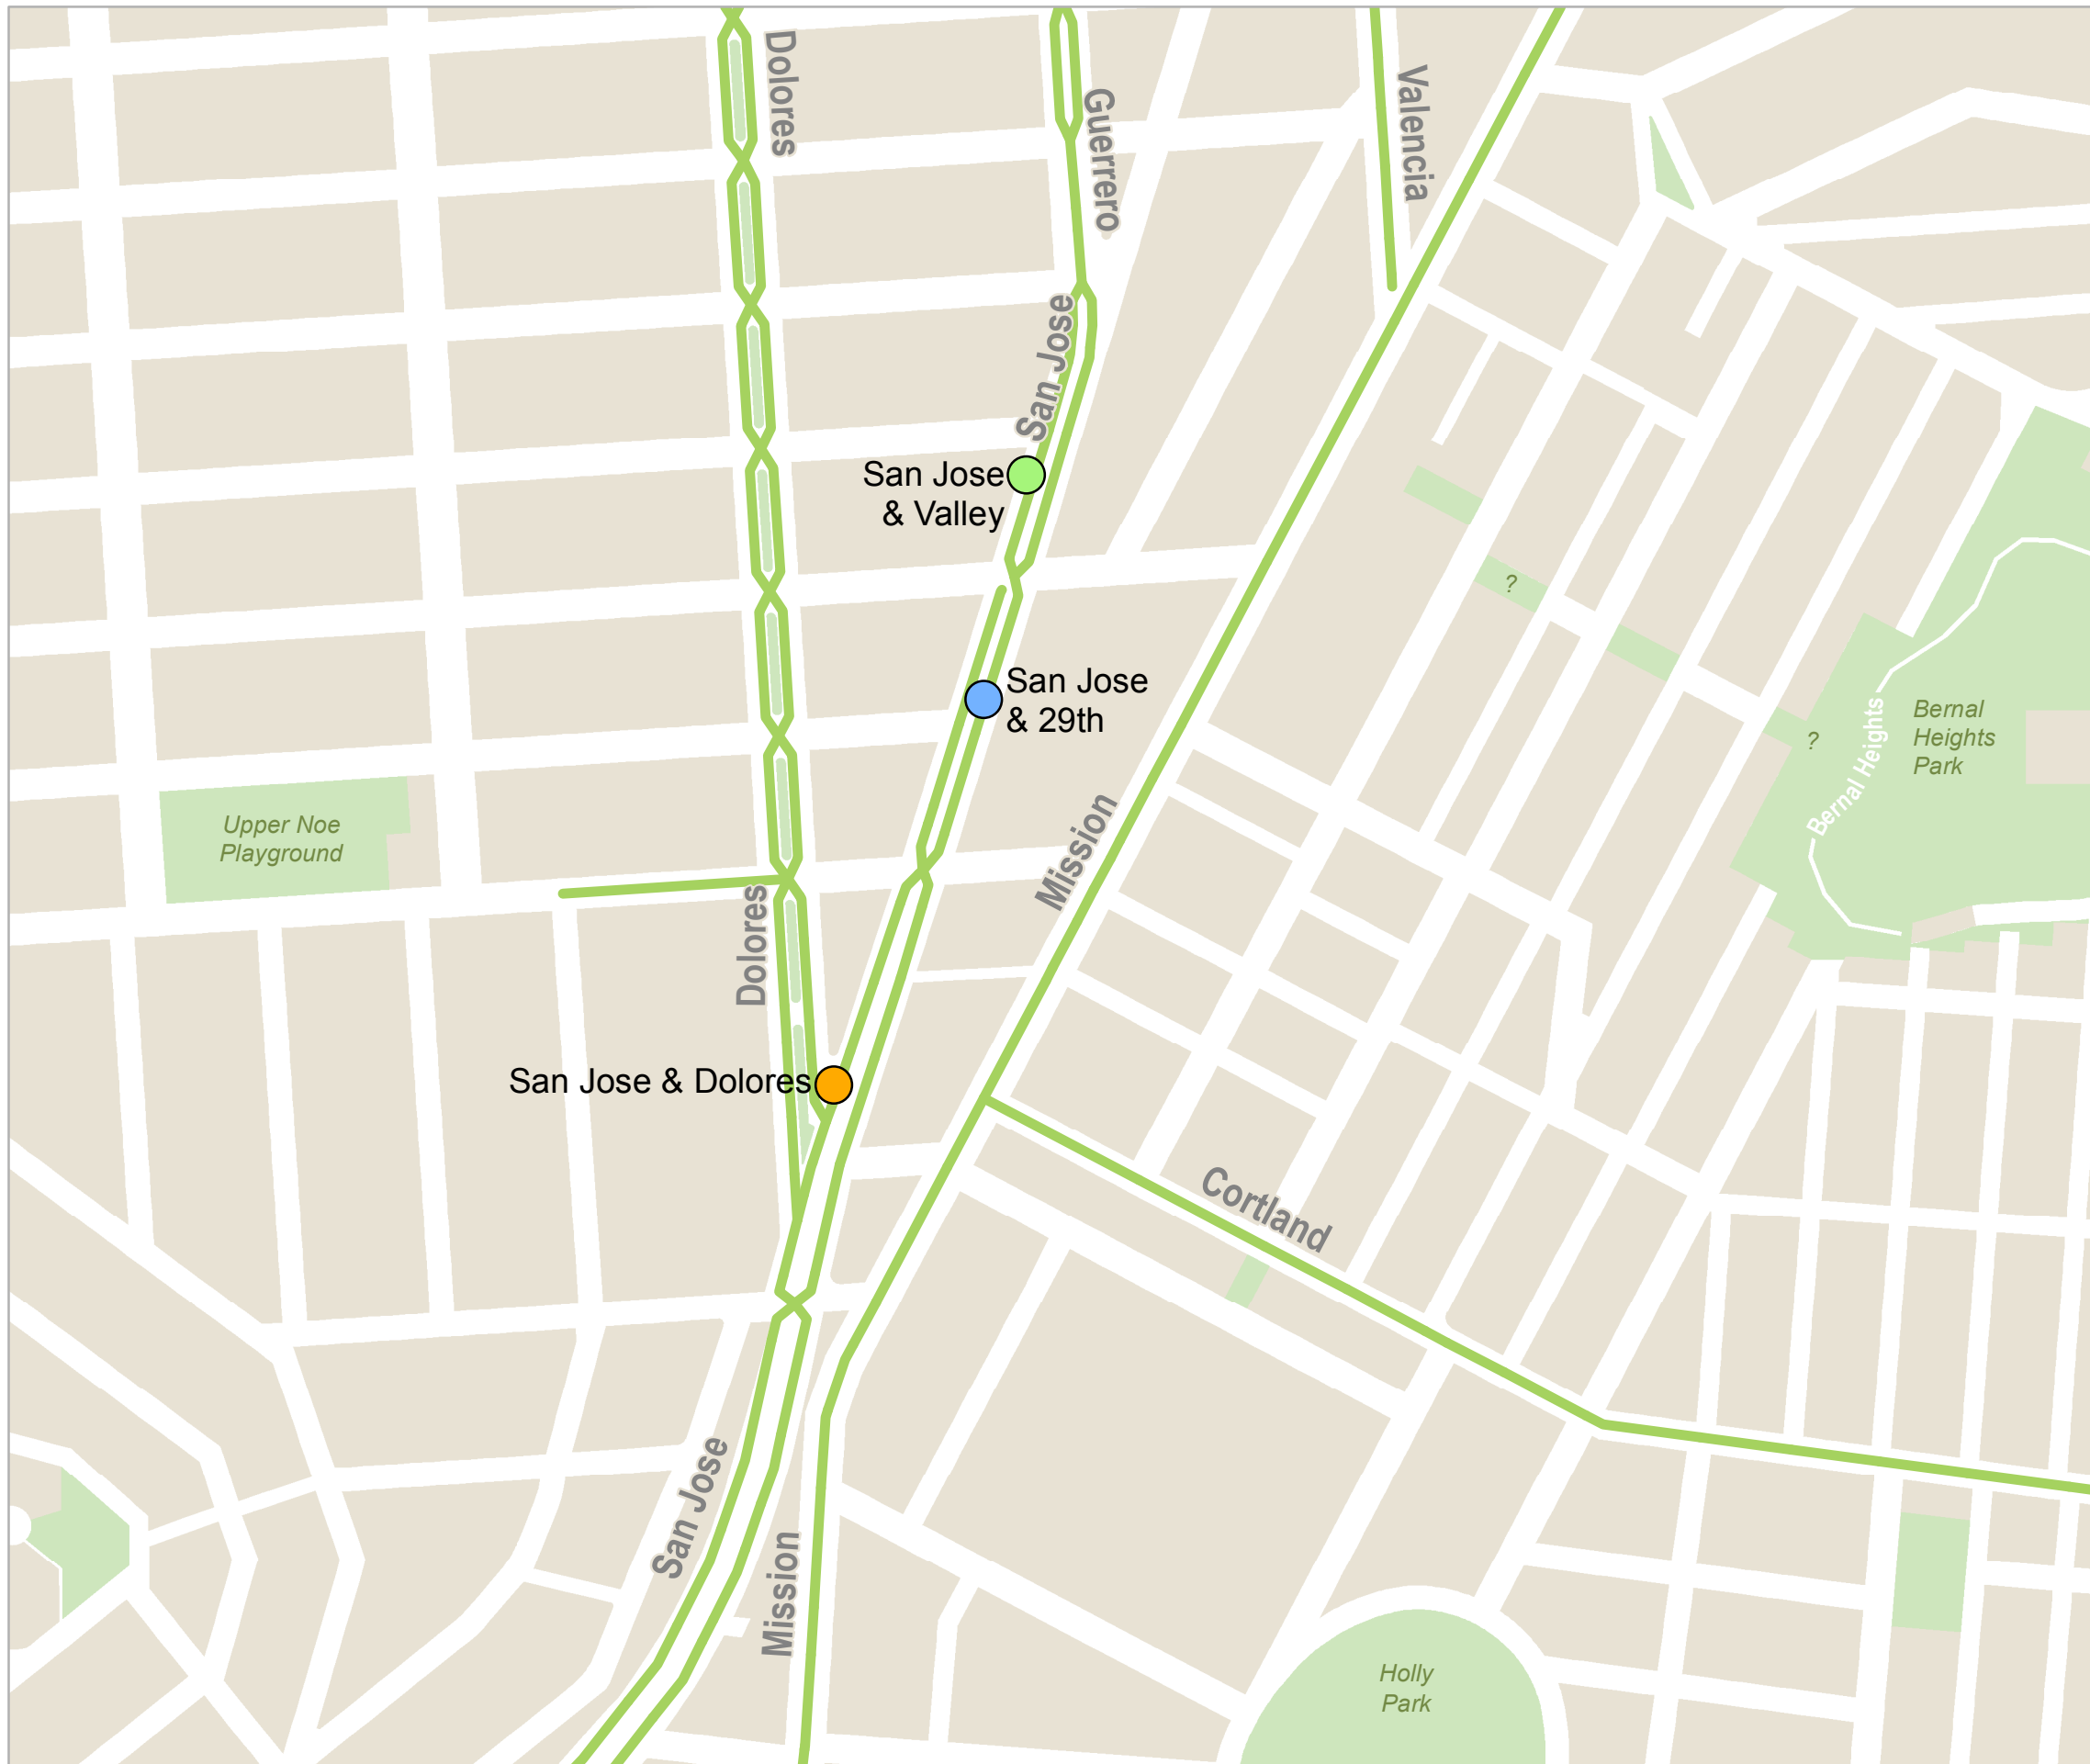 Dolores
Guerrero
Valencia
San Jose
San Jose
& Valley
?
San Jose
& 29th
Bernal
Heights
Park
Bernal Heights
?
Upper Noe
Playground
Mission
Dolores
San Jose & Dolores
Cortland
San Jose
Mission
Holly
Park